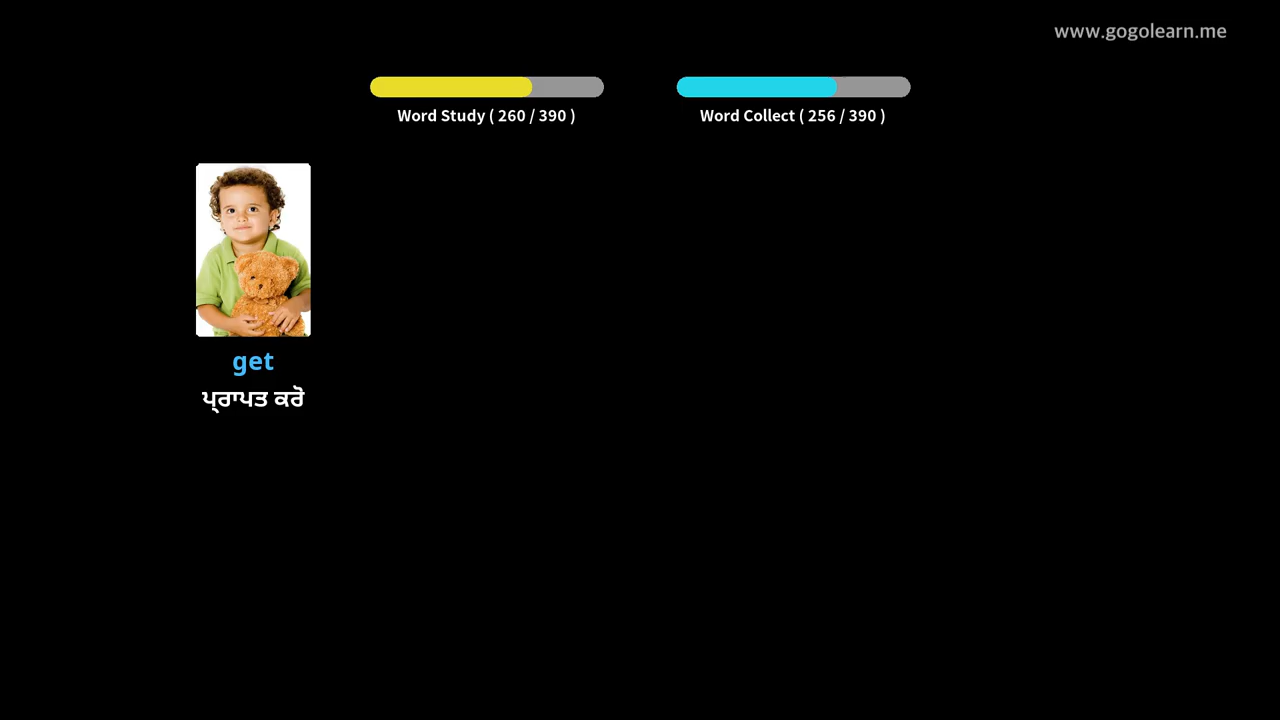 www.gogolearn.me
Word Study ( 260 / 390 )
Word Collect ( 256 / 390 )
get
ਪ੍ਰਾਪਤ ਕਰੋ